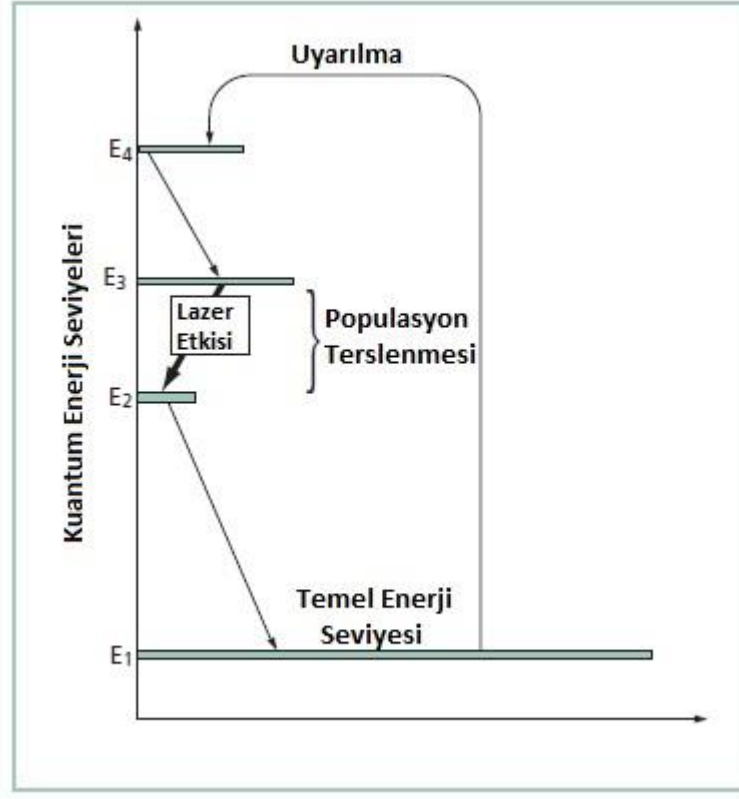 Uyarılma
E4
Kuantum Enerji Seviyeleri
E3
Lazer
Etkisi
Populasyon
Terslenmesi
E2
Temel Enerji
Seviyesi
E1